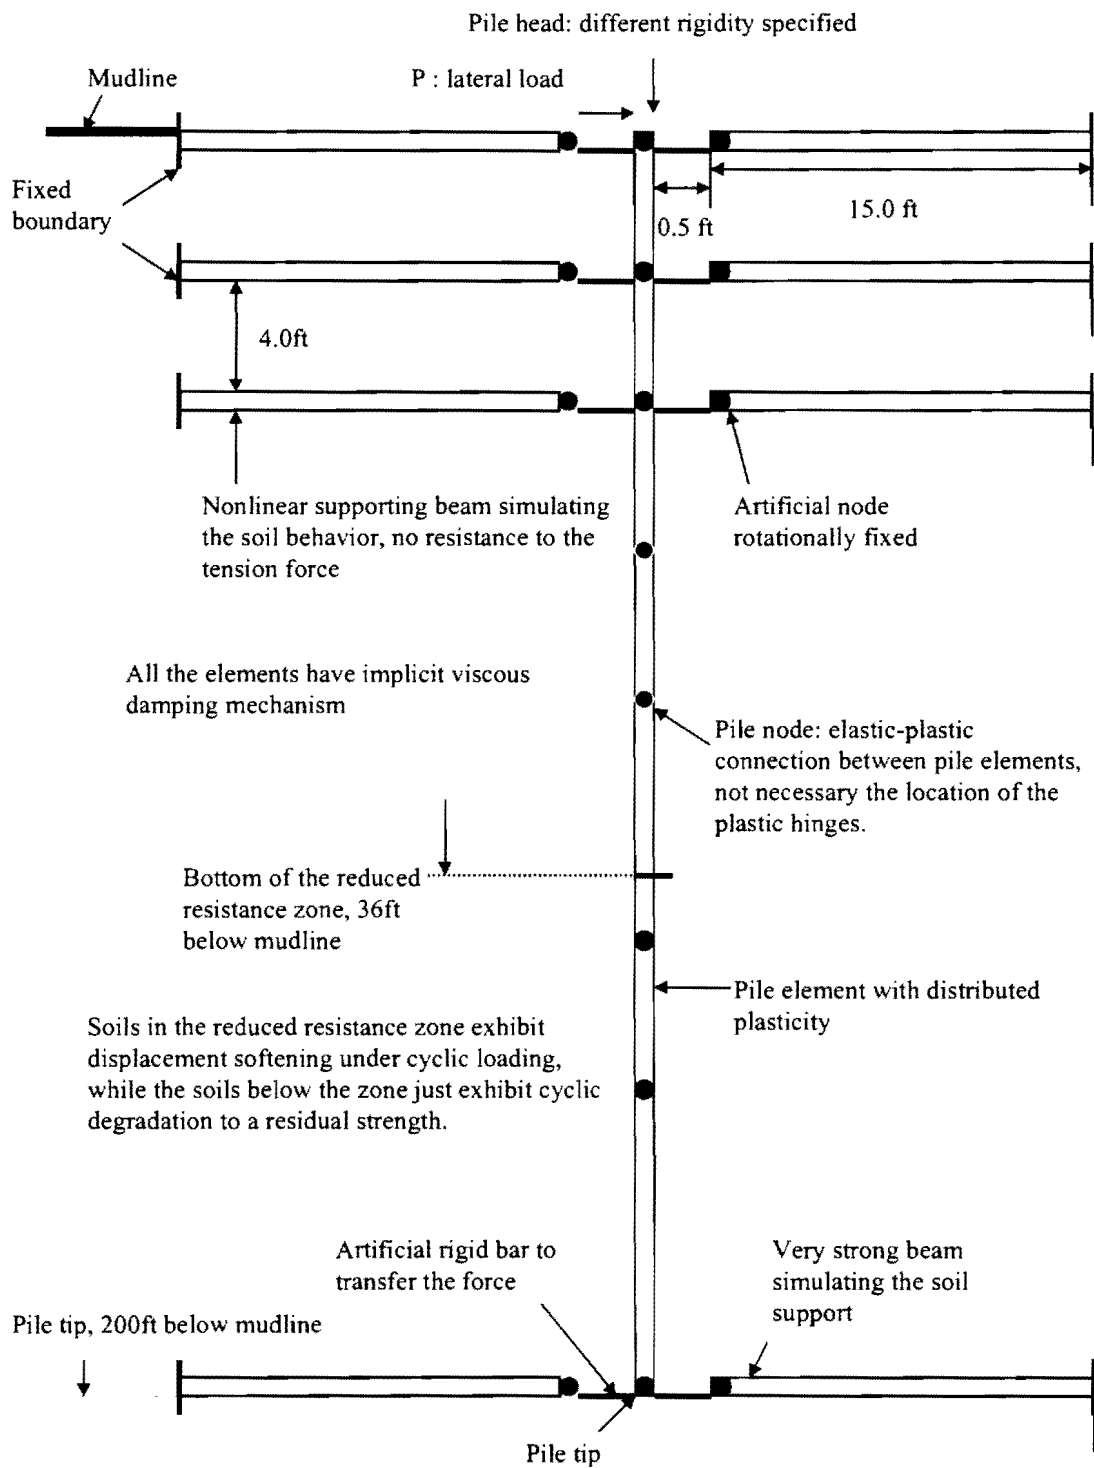 Pile head: different rigidity specified
Mudline
P : lateral load
Fixed
boundary
15.0 ft
0.5 ft
4.0ft
Nonlinear supporting beam simulating
the soil behavior, no resistance to the
tension force
Artificial node
rotationally fixed
All the elements have implicit viscous
damping mechanism
Pile node: elastic-plastic
connection between pile elements,
not necessary the location of the
plastic hinges.
Bottom of the reduced
resistance zone, 36ft
below mudline
Pile element with distributed
plasticity
Soils in the reduced resistance zone exhibit
displacement softening under cyclic loading,
while the soils below the zone just exhibit cyclic
degradation to a residual strength.
Artificial rigid bar to
transfer the force
Very strong beam
simulating the soil
support
Pile tip, 200ft below mudline
Pile tip